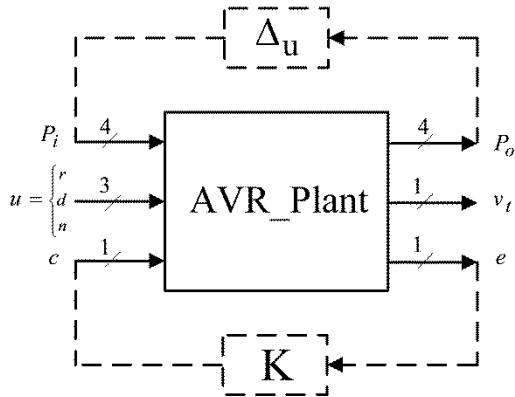 Δu
Pi 4 4 Po
u = { r d n 3 AVR_Plant 1 vt
c 1 1 e
K